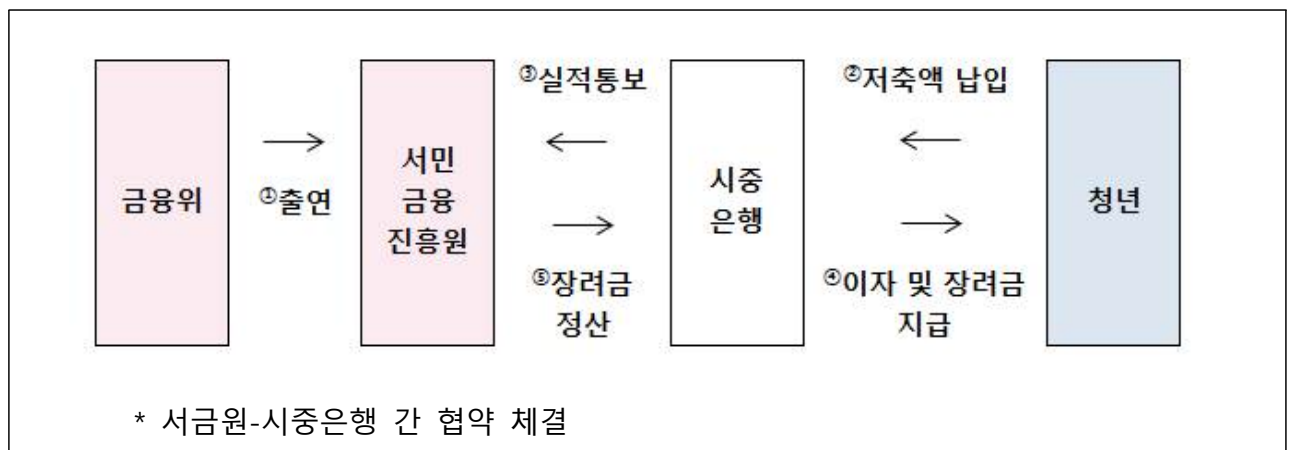 금융위
→
①출연
서민
금융
진흥원
③실적통보
←
→
⑤장려금
정산
시중
은행
②저축액 납입
←
→
④이자 및 장려금
지급
청년
* 서금원-시중은행 간 협약 체결